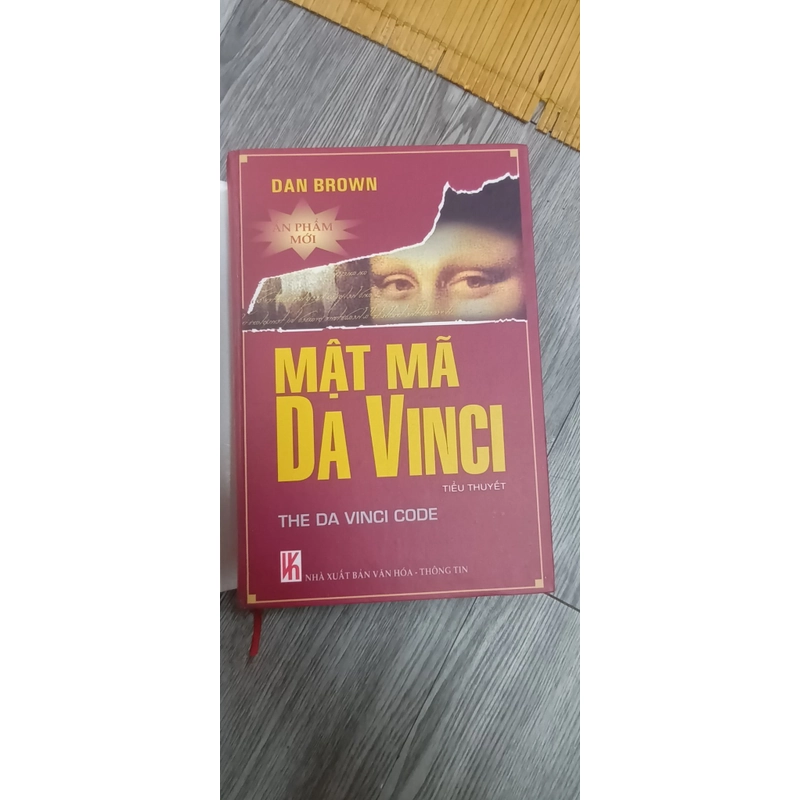 DAN BROWN
ẤN PHẨM
MỚI
MẬT MÃ
DA VINCI
TIỂU THUYẾT
THE DA VINCI CODE
NHÀ XUẤT BẢN VĂN HÓA - THÔNG TIN